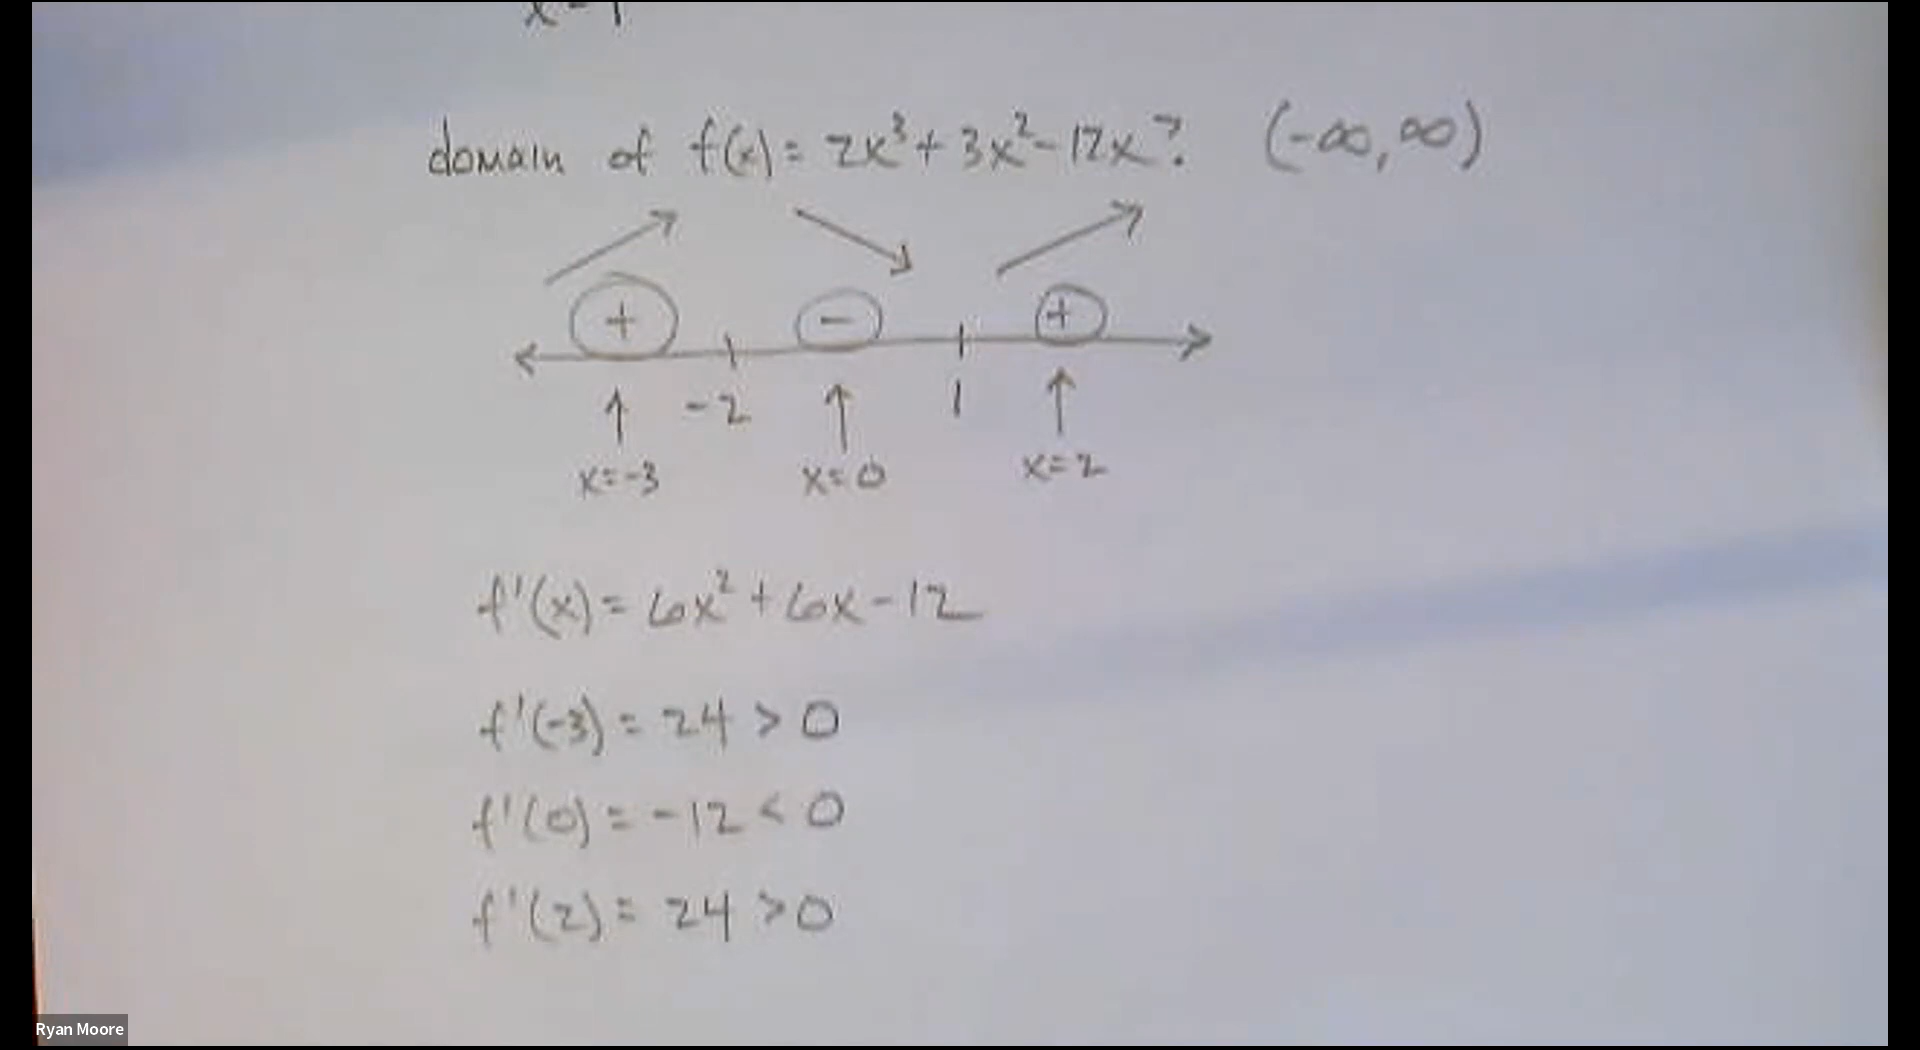 x = 1
domain of f(x) = 2x³ + 3x² - 12x? (-∞, ∞)
+ - +
-2 1
x=-3 x=0 x=2
f'(x) = 6x² + 6x - 12
f'(-3) = 24 > 0
f'(0) = -12 < 0
f'(2) = 24 > 0
Ryan Moore